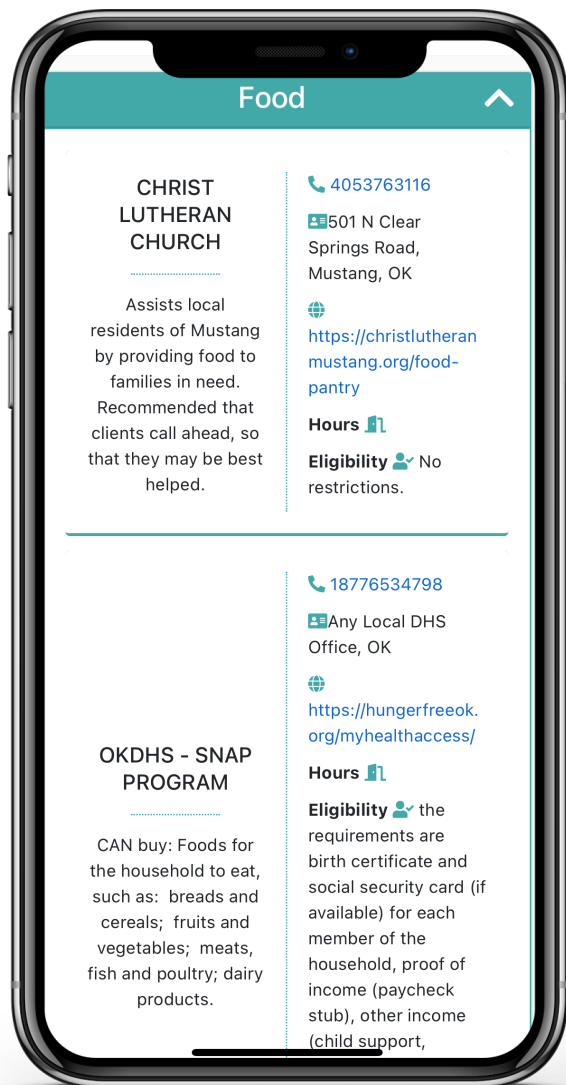 Food
CHRIST
LUTHERAN
CHURCH
Assists local
residents of Mustang
by providing food to
families in need.
Recommended that
clients call ahead, so
that they may be best
helped.
4053763116
501 N Clear
Springs Road,
Mustang, OK
https://christlutheran
mustang.org/food-
pantry
Hours
Eligibility No
restrictions.
OKDHS - SNAP
PROGRAM
CAN buy: Foods for
the household to eat,
such as:  breads and
cereals;  fruits and
vegetables;  meats,
fish and poultry; dairy
products.
18776534798
Any Local DHS
Office, OK
https://hungerfreeok.
org/myhealthaccess/
Hours
Eligibility the
requirements are
birth certificate and
social security card (if
available) for each
member of the
household, proof of
income (paycheck
stub), other income
(child support,